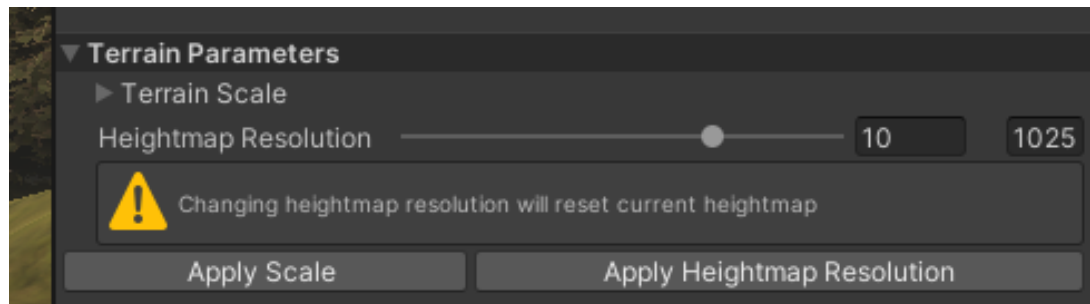 Terrain Parameters
Terrain Scale
Heightmap Resolution 10 1025
Changing heightmap resolution will reset current heightmap
Apply Scale Apply Heightmap Resolution